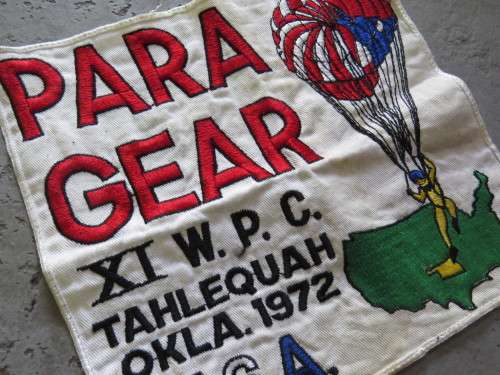 PARA
GEAR
XI W. P. C.
TAHLEQUAH
OKLA. 1972
A.